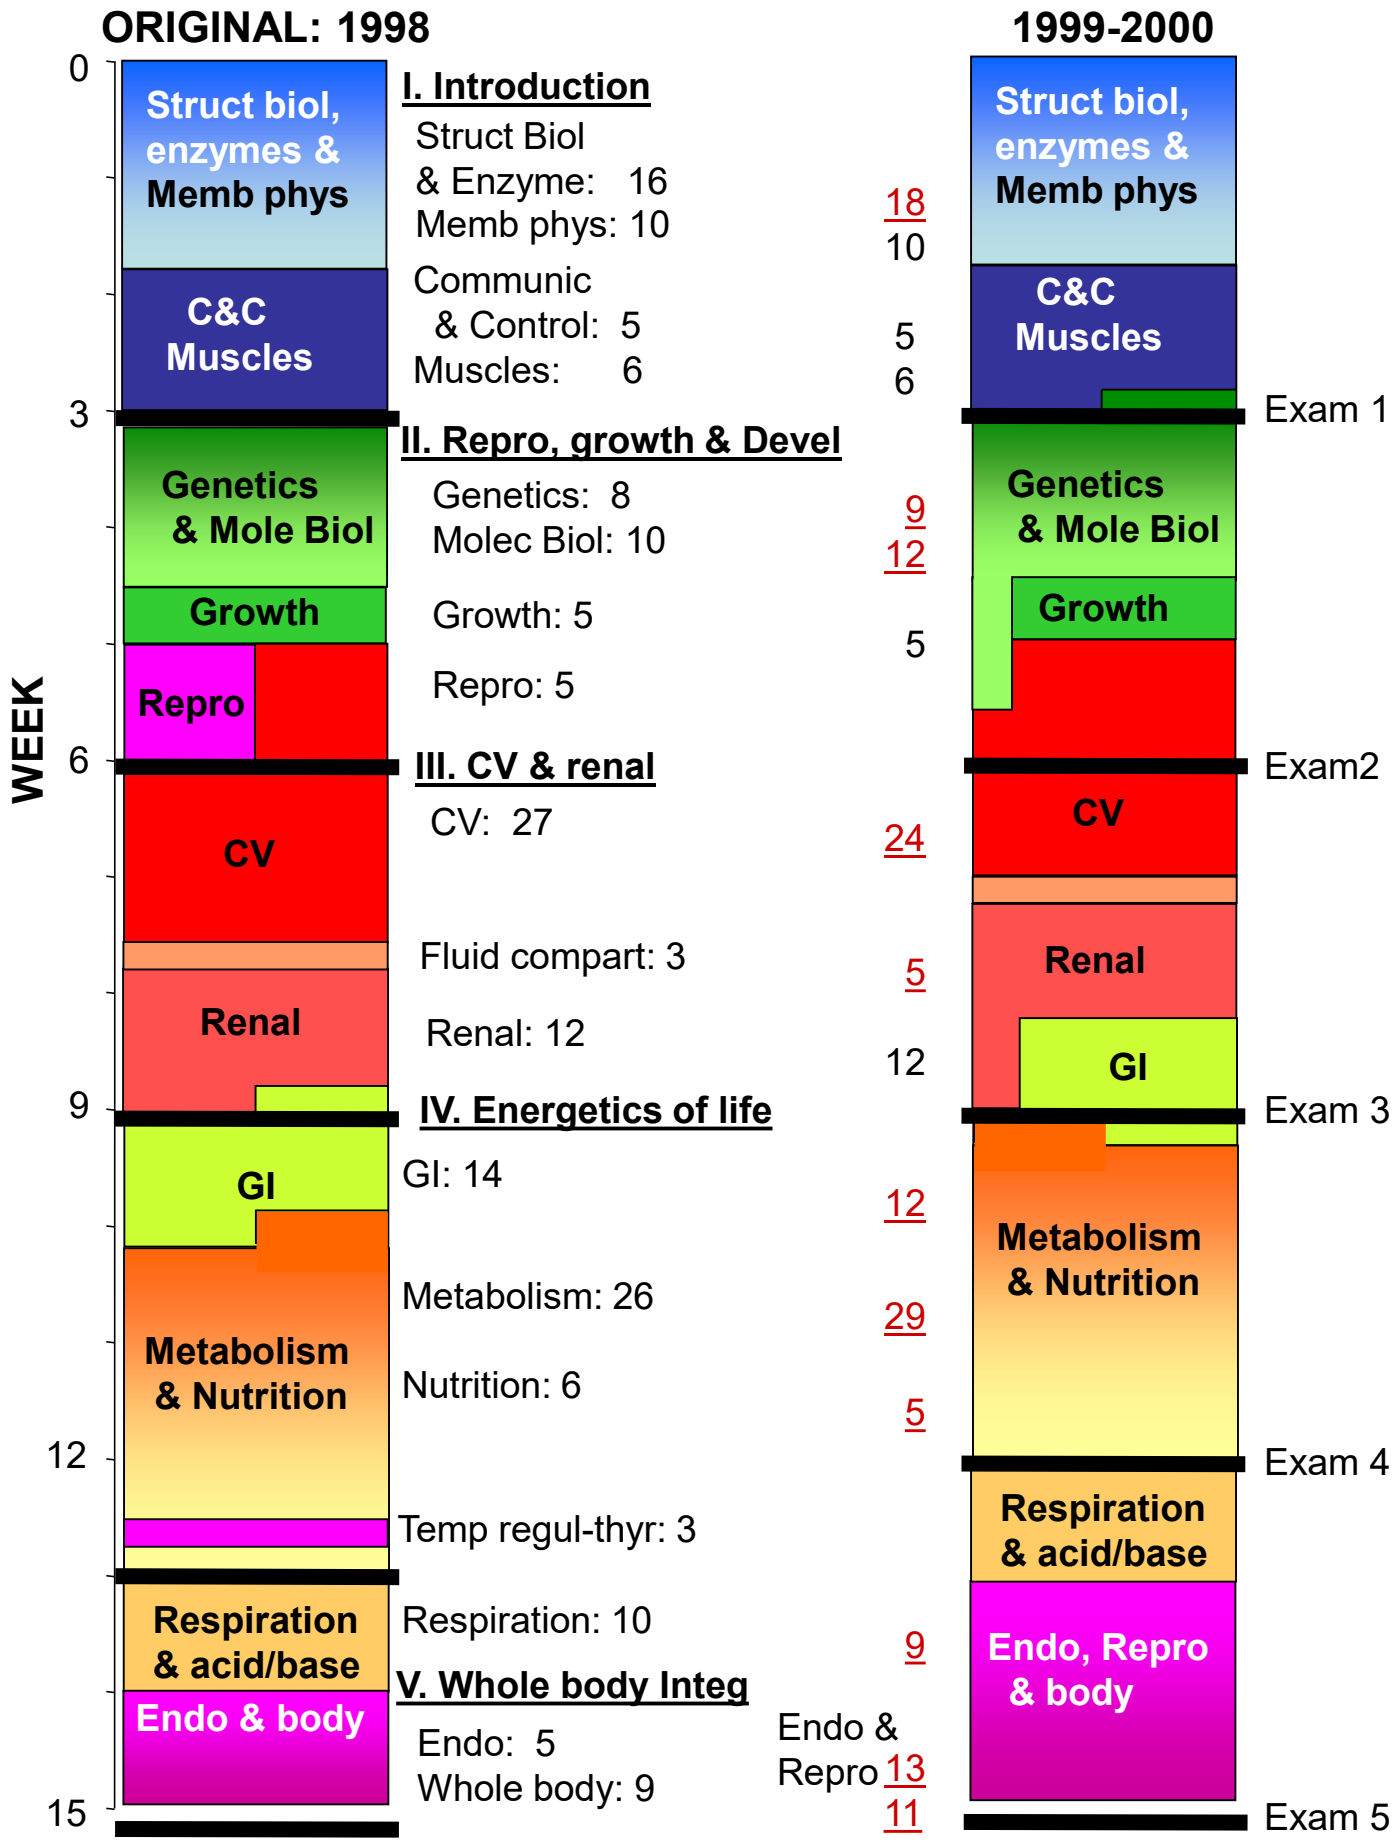 ORIGINAL: 1998
1999-2000
WEEK
0
3
6
9
12
15
Struct biol,
enzymes &
Memb phys
C&C
Muscles
Genetics
& Mole Biol
Growth
Repro
CV
Renal
GI
Metabolism
& Nutrition
Respiration
& acid/base
Endo & body
I. Introduction
Struct Biol
& Enzyme: 16
Memb phys: 10
Communic
& Control: 5
Muscles: 6
II. Repro, growth & Devel
Genetics: 8
Molec Biol: 10
Growth: 5
Repro: 5
III. CV & renal
CV: 27
Fluid compart: 3
Renal: 12
IV. Energetics of life
GI: 14
Metabolism: 26
Nutrition: 6
Temp regul-thyr: 3
Respiration: 10
V. Whole body Integ
Endo: 5
Whole body: 9
18
10
5
6
9
12
5
24
5
12
12
29
5
9
Endo &
Repro 13
11
Struct biol,
enzymes &
Memb phys
C&C
Muscles
Genetics
& Mole Biol
Growth
CV
Renal
GI
Metabolism
& Nutrition
Respiration
& acid/base
Endo, Repro
& body
Exam 1
Exam2
Exam 3
Exam 4
Exam 5